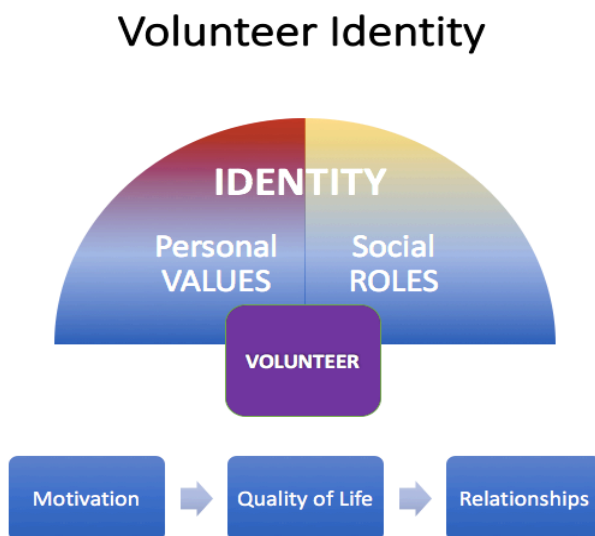 Volunteer Identity
IDENTITY
Personal
VALUES
Social
ROLES
VOLUNTEER
Motivation
Quality of Life
Relationships